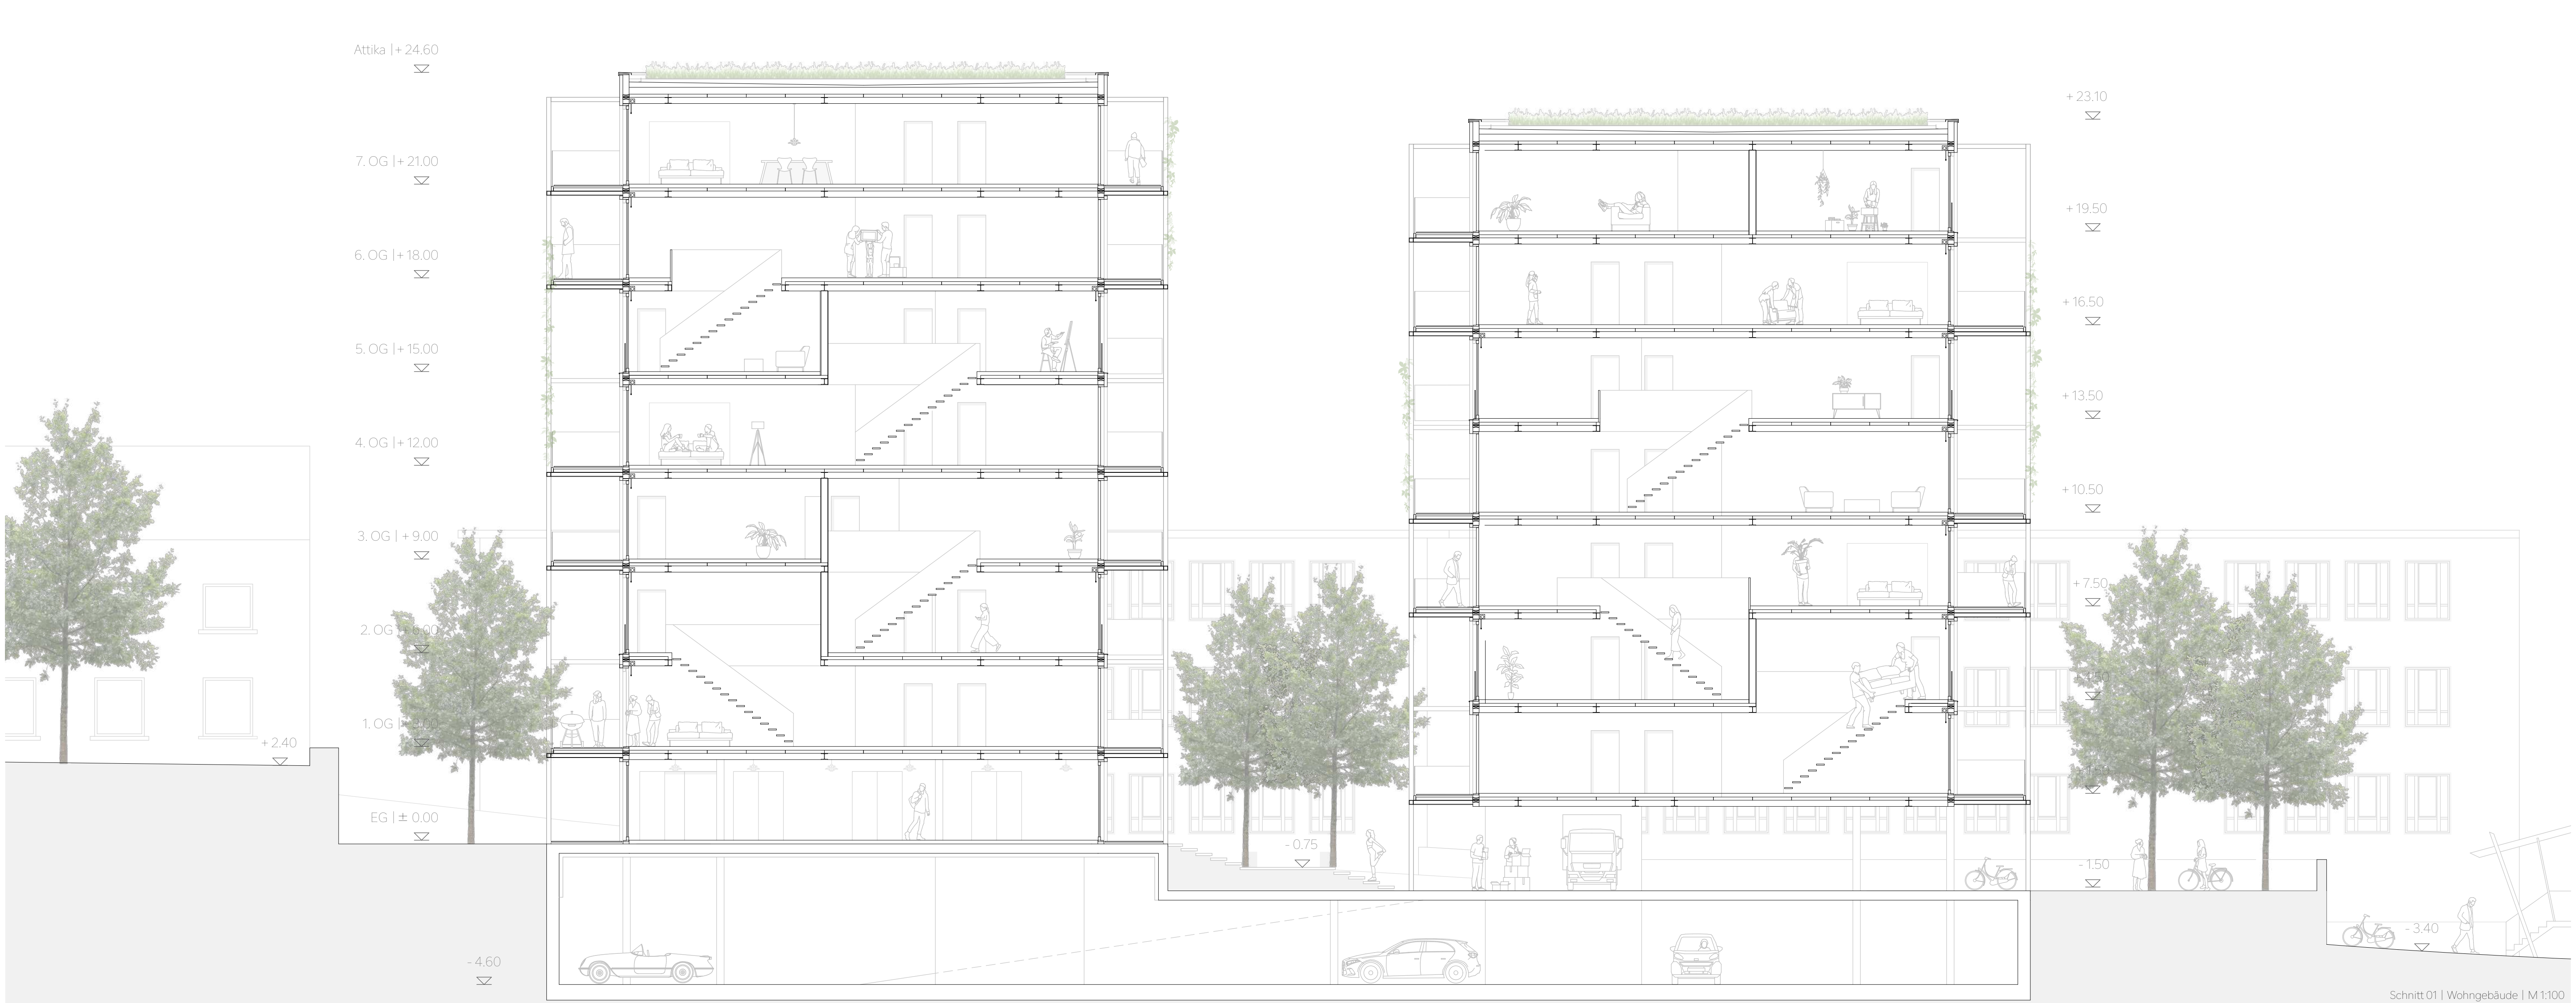 Attika | + 24.60
7. OG | + 21.00
6. OG | + 18.00
5. OG | + 15.00
4. OG | + 12.00
3. OG | + 9.00
2. OG |
1. OG |
EG | ± 0.00
+ 2.40
- 4.60
- 0.75
+ 23.10
+ 19.50
+ 16.50
+ 13.50
+ 10.50
+ 7.50
- 1.50
- 3.40
Schnitt 01 | Wohngebäude | M 1:100